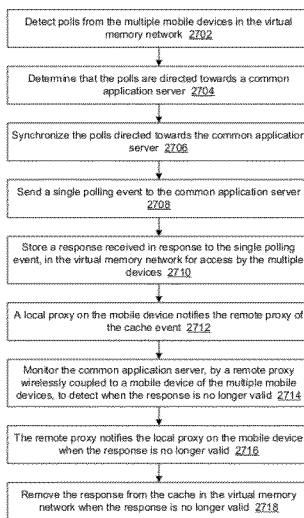 Detect polls from the multiple mobile devices in the virtual
memory network 2702
Determine that the polls are directed towards a common
application server 2704
Synchronize the polls directed towards the common application
server 2706
Send a single polling event to the common application server
2708
Store a response received in response to the single polling
event, in the virtual memory network for access by the multiple
devices 2710
A local proxy on the mobile device notifies the remote proxy of
the cache event 2712
Monitor the common application server, by a remote proxy
wirelessly coupled to a mobile device of the multiple mobile
devices, to detect when the response is no longer valid 2714
The remote proxy notifies the local proxy on the mobile device
when the response is no longer valid 2716
Remove the response from the cache in the virtual memory
network when the response is no longer valid 2718